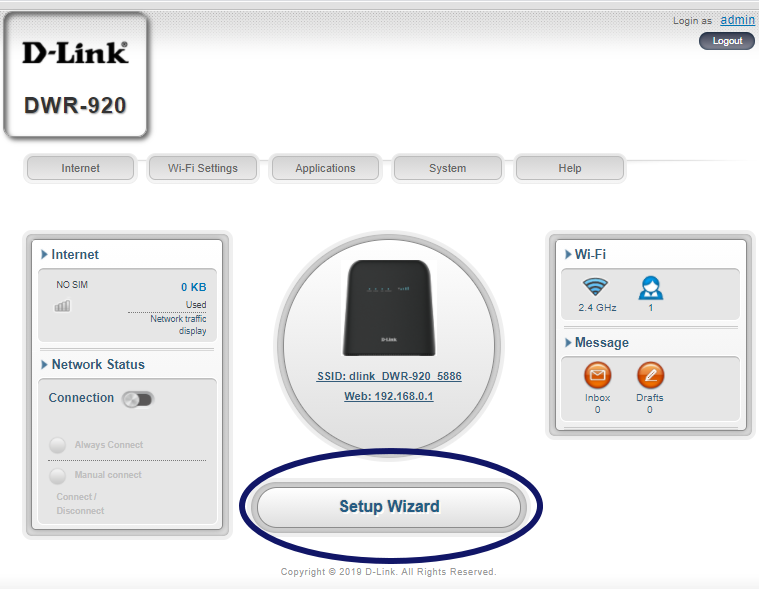 Login as admin
Logout
D-Link®
DWR-920
Internet
Wi-Fi Settings
Applications
System
Help
Internet
NO SIM
0 KB
Used
Network traffic
display
Network Status
Connection
Always Connect
Manual connect
Connect /
Disconnect
D-Link
SSID: dlink_DWR-920_5886
Web: 192.168.0.1
Setup Wizard
Wi-Fi
2.4 GHz
1
Message
Inbox
0
Drafts
0
Copyright © 2019 D-Link. All Rights Reserved.